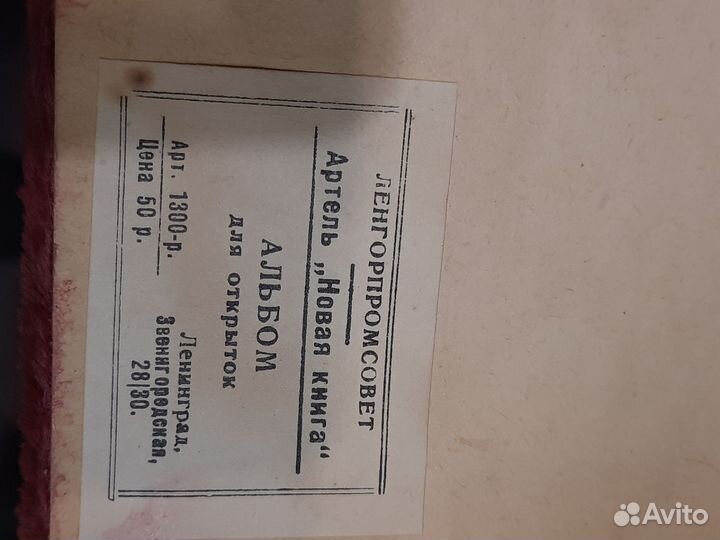 ЛЕНГОРПРОМСОВЕТ
Артель „Новая книга“
АЛЬБОМ
для открыток
Арт. 1300-р.
Цена 50 р.
Ленинград,
Звенигородская,
28/30.
Avito